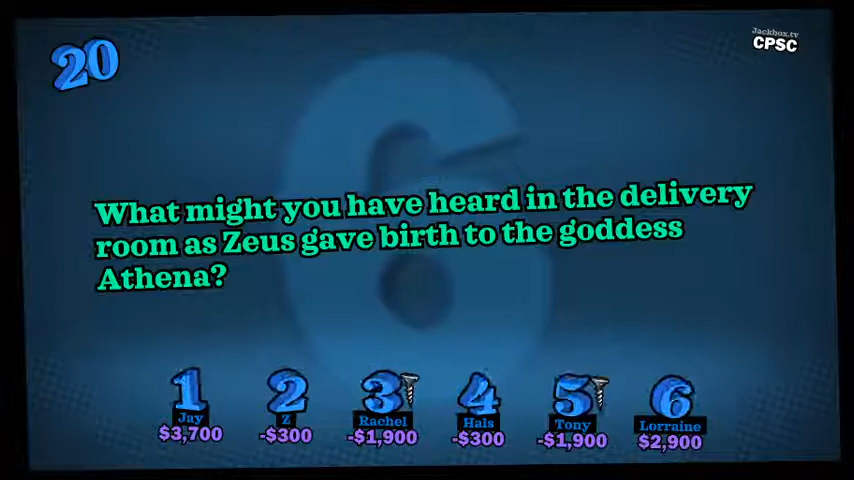 20
Jackbox.tv
CPSC
6
What might you have heard in the delivery
room as Zeus gave birth to the goddess
Athena?
1 2 3 4 5 6
Jay Z Rachel Hals Tony Lorraine
$3,700 -$300 -$1,900 -$300 -$1,900 $2,900